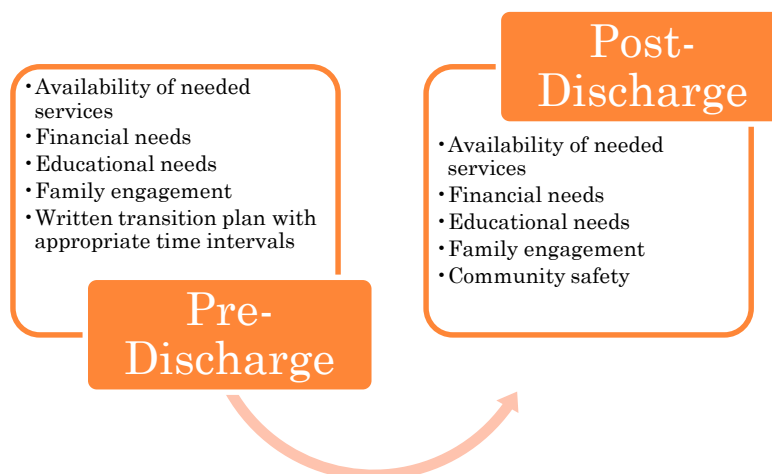 • Availability of needed
services
• Financial needs
• Educational needs
• Family engagement
• Written transition plan with
appropriate time intervals
Pre-
Discharge
Post-
Discharge
• Availability of needed
services
• Financial needs
• Educational needs
• Family engagement
• Community safety